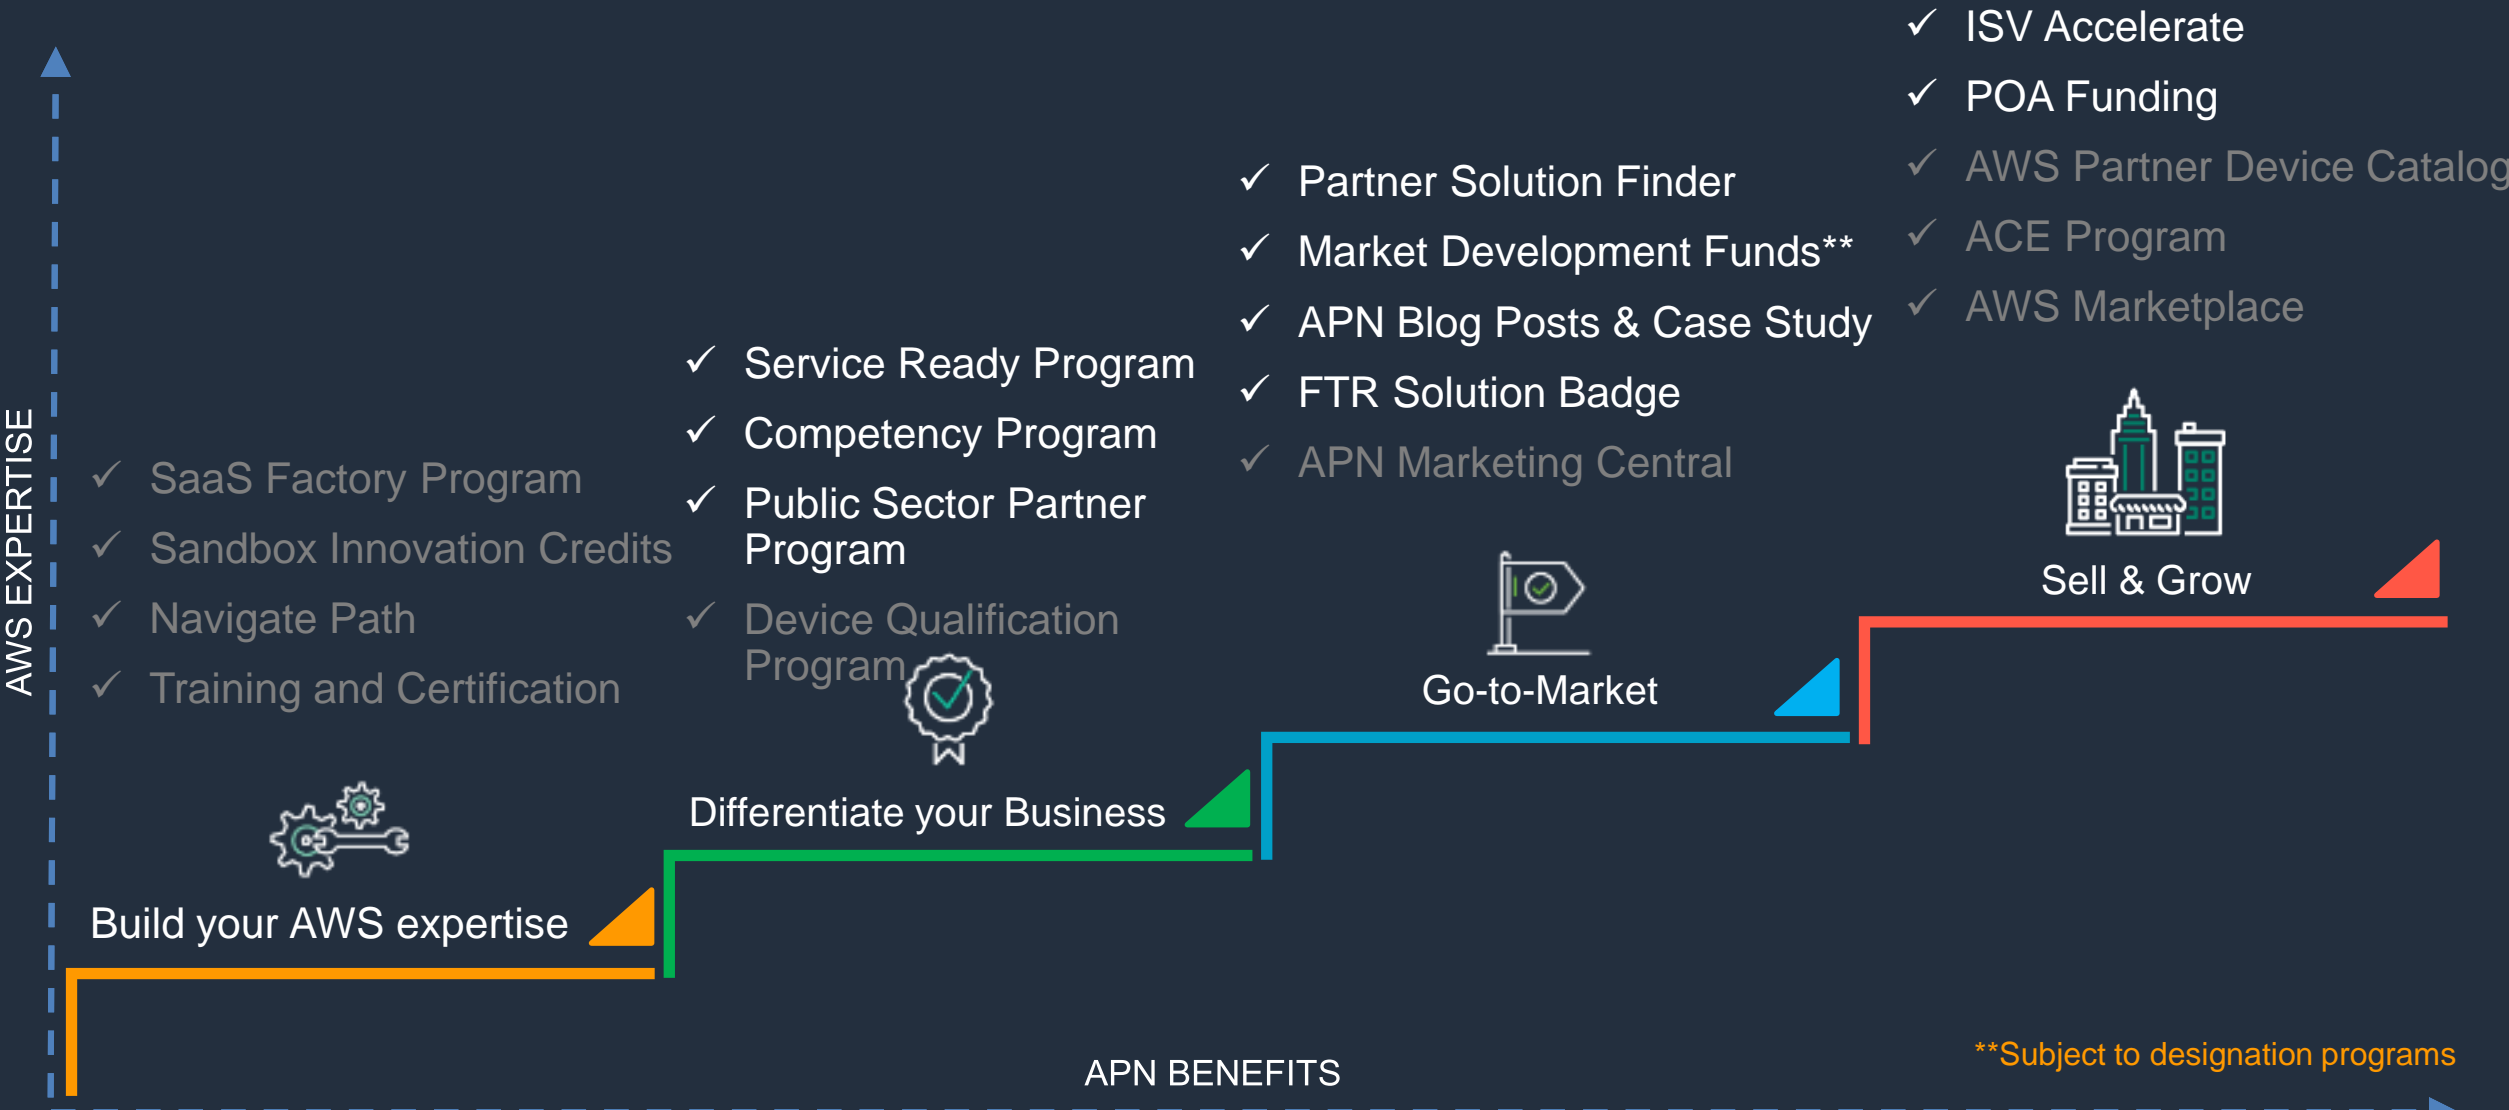 AWS EXPERTISE
SaaS Factory Program
Sandbox Innovation Credits
Navigate Path
Training and Certification
Build your AWS expertise
Service Ready Program
Competency Program
Public Sector Partner
Program
Device Qualification
Program
Differentiate your Business
Partner Solution Finder
Market Development Funds**
APN Blog Posts & Case Study
FTR Solution Badge
APN Marketing Central
Go-to-Market
ISV Accelerate
POA Funding
AWS Partner Device Catalog
ACE Program
AWS Marketplace
Sell & Grow
**Subject to designation programs
APN BENEFITS